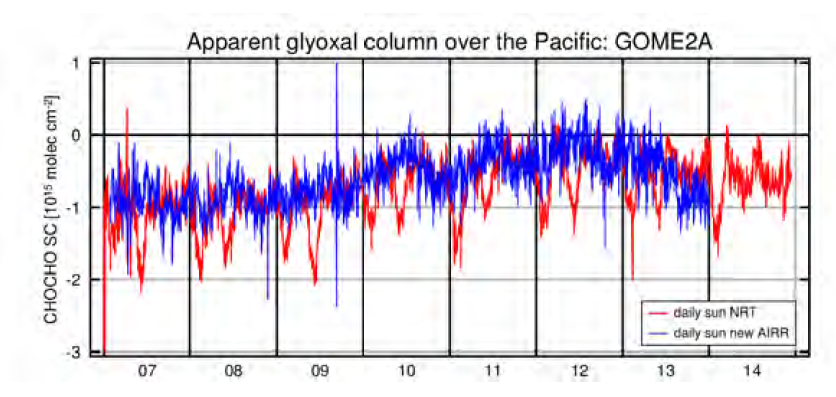 Apparent glyoxal column over the Pacific: GOME2A
CHOCHO SC [10¹⁵ molec cm⁻²]
1
0
-1
-2
-3
daily sun NRT
daily sun new AIRR
07 08 09 10 11 12 13 14